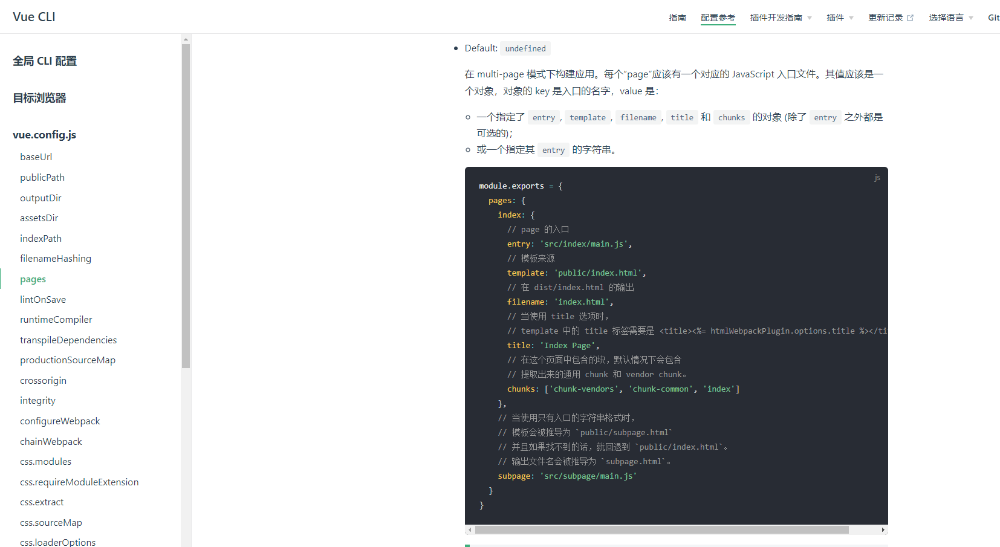 Vue CLI
指南 配置参考 插件开发指南 插件 更新记录 选择语言 Git
全局 CLI 配置
目标浏览器
vue.config.js
baseUrl
publicPath
outputDir
assetsDir
indexPath
filenameHashing
pages
lintOnSave
runtimeCompiler
transpileDependencies
productionSourceMap
crossorigin
integrity
configureWebpack
chainWebpack
css.modules
css.requireModuleExtension
css.extract
css.sourceMap
css.loaderOptions
Default: undefined
在 multi-page 模式下构建应用。每个“page”应该有一个对应的 JavaScript 入口文件。其值应该是一
个对象，对象的 key 是入口的名字，value 是：
一个指定了 entry, template, filename, title 和 chunks 的对象 (除了 entry 之外都是
可选的)；
或一个指定其 entry 的字符串。
js
module.exports = {
pages: {
index: {
// page 的入口
entry: 'src/index/main.js',
// 模板来源
template: 'public/index.html',
// 在 dist/index.html 的输出
filename: 'index.html',
// 当使用 title 选项时，
// template 中的 title 标签需要是 <title><%= htmlWebpackPlugin.options.title %></ti
title: 'Index Page',
// 在这个页面中包含的块，默认情况下会包含
// 提取出来的通用 chunk 和 vendor chunk。
chunks: ['chunk-vendors', 'chunk-common', 'index']
},
// 当使用只有入口的字符串格式时，
// 模板会被推导为 `public/subpage.html`
// 并且如果找不到的话，就回退到 `public/index.html`。
// 输出文件名会被推导为 `subpage.html`。
subpage: 'src/subpage/main.js'
}
}